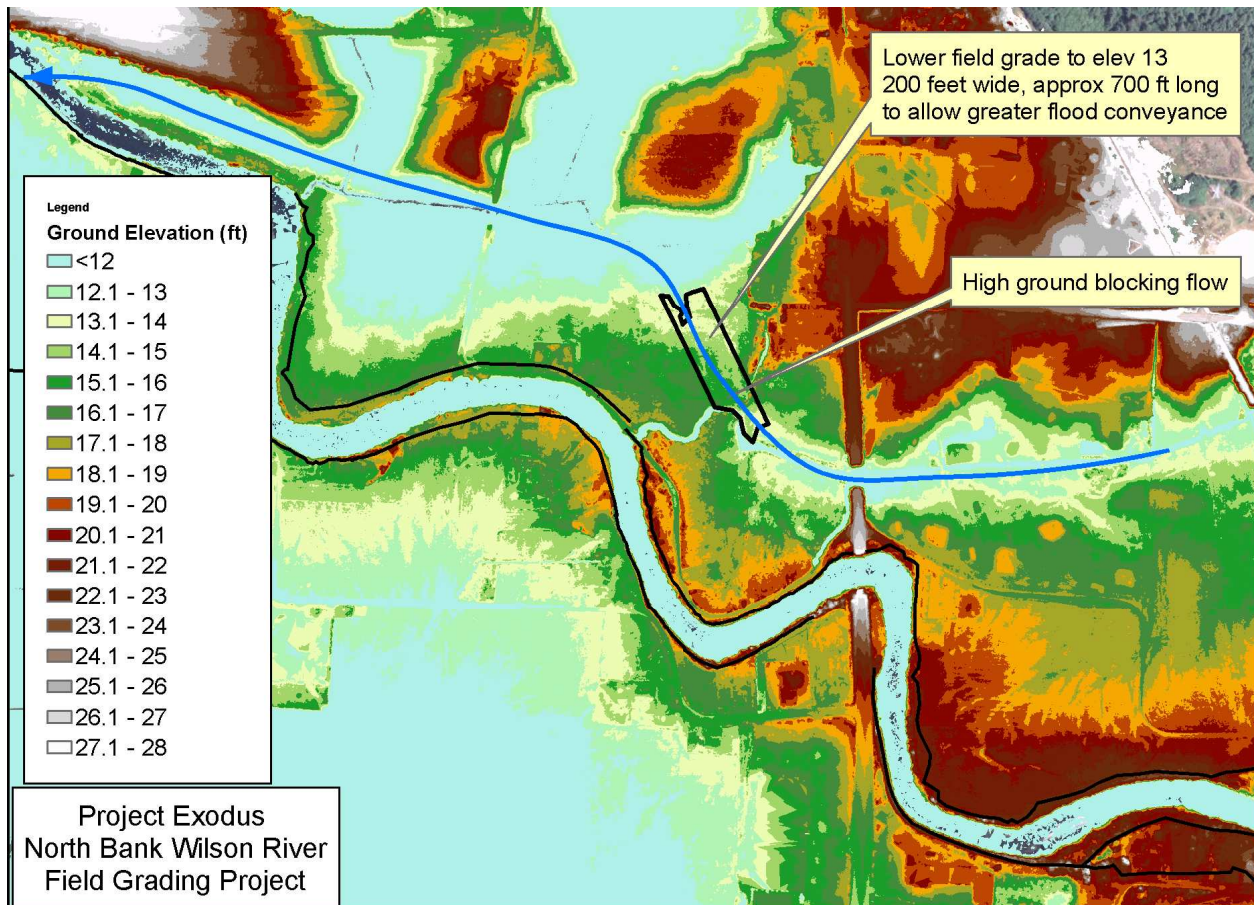 Lower field grade to elev 13
200 feet wide, approx 700 ft long
to allow greater flood conveyance
High ground blocking flow
Legend
Ground Elevation (ft)
<12
12.1 - 13
13.1 - 14
14.1 - 15
15.1 - 16
16.1 - 17
17.1 - 18
18.1 - 19
19.1 - 20
20.1 - 21
21.1 - 22
22.1 - 23
23.1 - 24
24.1 - 25
25.1 - 26
26.1 - 27
27.1 - 28
Project Exodus
North Bank Wilson River
Field Grading Project